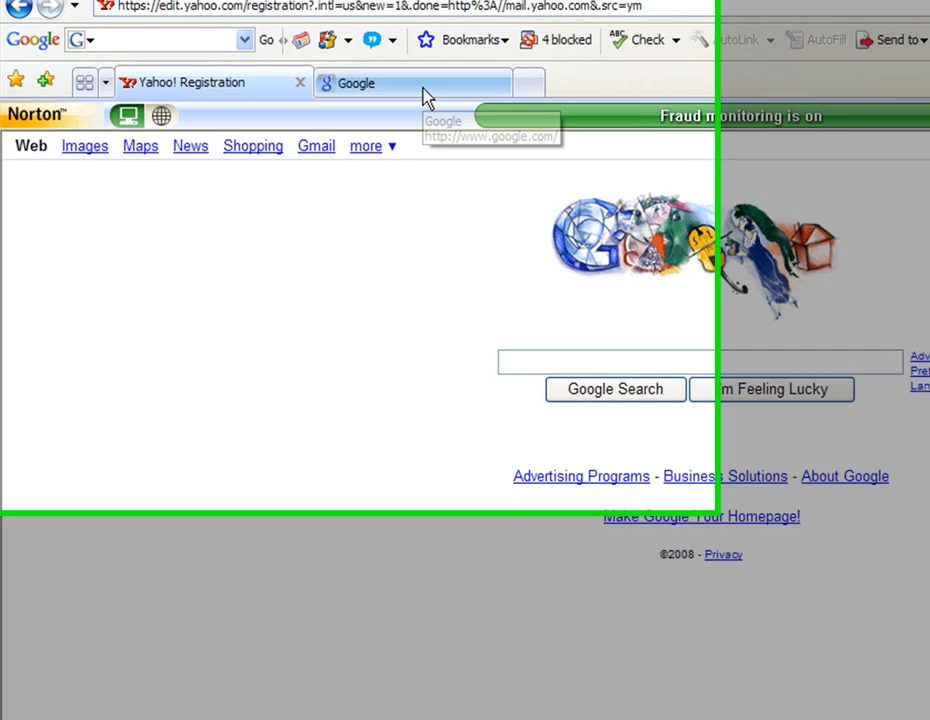 https://edit.yahoo.com/registration?.intl=us&new=1&.done=http%3A//mail.yahoo.com&.src=ym
Google G Go Bookmarks 4 blocked ABC Check AutoLink AutoFill Send to
Yahoo! Registration Google
Norton™ Fraud monitoring is on
Google
http://www.google.com/
Web Images Maps News Shopping Gmail more
Google Search I'm Feeling Lucky
Advertising Programs - Business Solutions - About Google
Make Google Your Homepage!
©2008 - Privacy